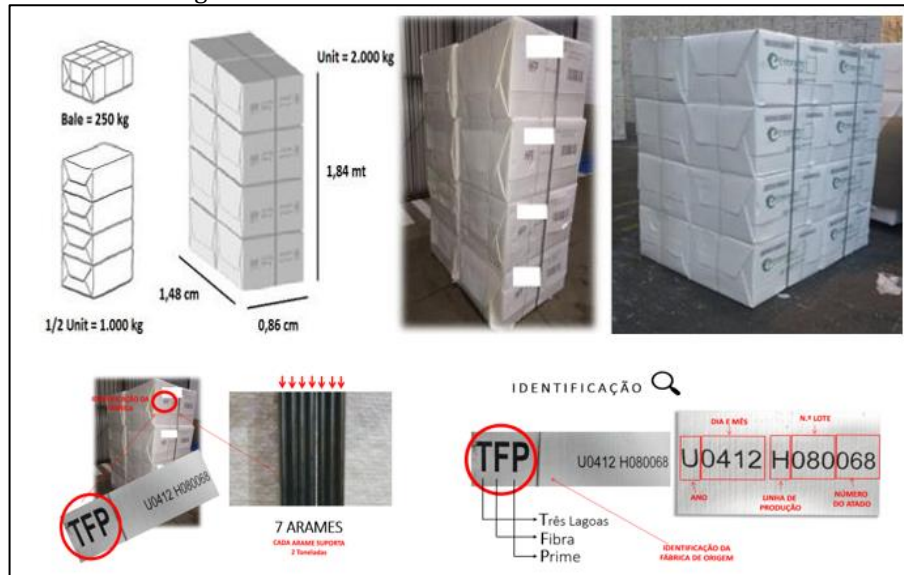 Unit = 2.000 kg
Bale = 250 kg
1,84 mt
1,48 cm
0,86 cm
1/2 Unit = 1.000 kg
IDENTIFICAÇÃO DA
FÁBRICA
TFP U0412 H080068
7 ARAMES
CADA ARAME SUPORTA
2 Toneladas
IDENTIFICAÇÃO
TFP U0412 H080068
Três Lagoas
Fibra
Prime
IDENTIFICAÇÃO DA
FÁBRICA DE ORIGEM
DIA E MÊS
N.º LOTE
U0412 H080068
ANO
LINHA DE
PRODUÇÃO
NÚMERO
DO ATADO